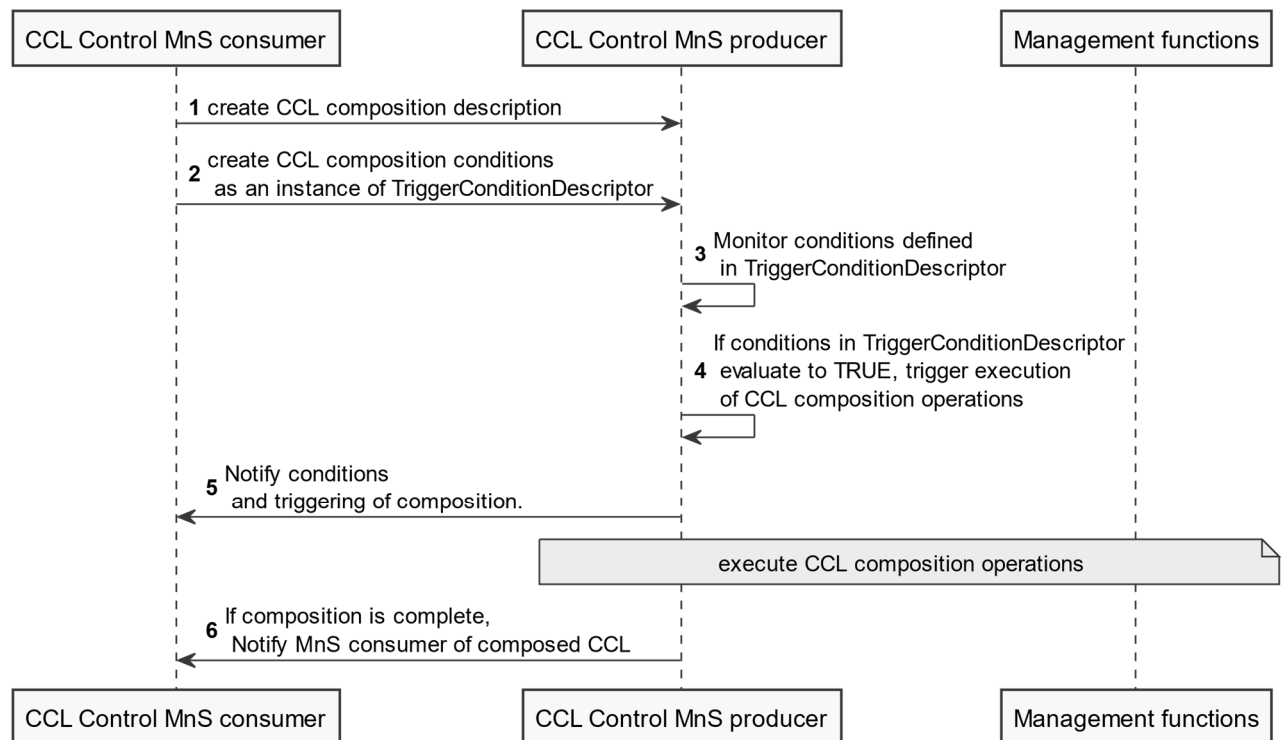 CCL Control MnS consumer
CCL Control MnS producer
Management functions
1 create CCL composition description
2 create CCL composition conditions
as an instance of TriggerConditionDescriptor
3 Monitor conditions defined
in TriggerConditionDescriptor
If conditions in TriggerConditionDescriptor
4 evaluate to TRUE, trigger execution
of CCL composition operations
5 Notify conditions
and triggering of composition.
execute CCL composition operations
6 If composition is complete,
Notify MnS consumer of composed CCL
CCL Control MnS consumer
CCL Control MnS producer
Management functions